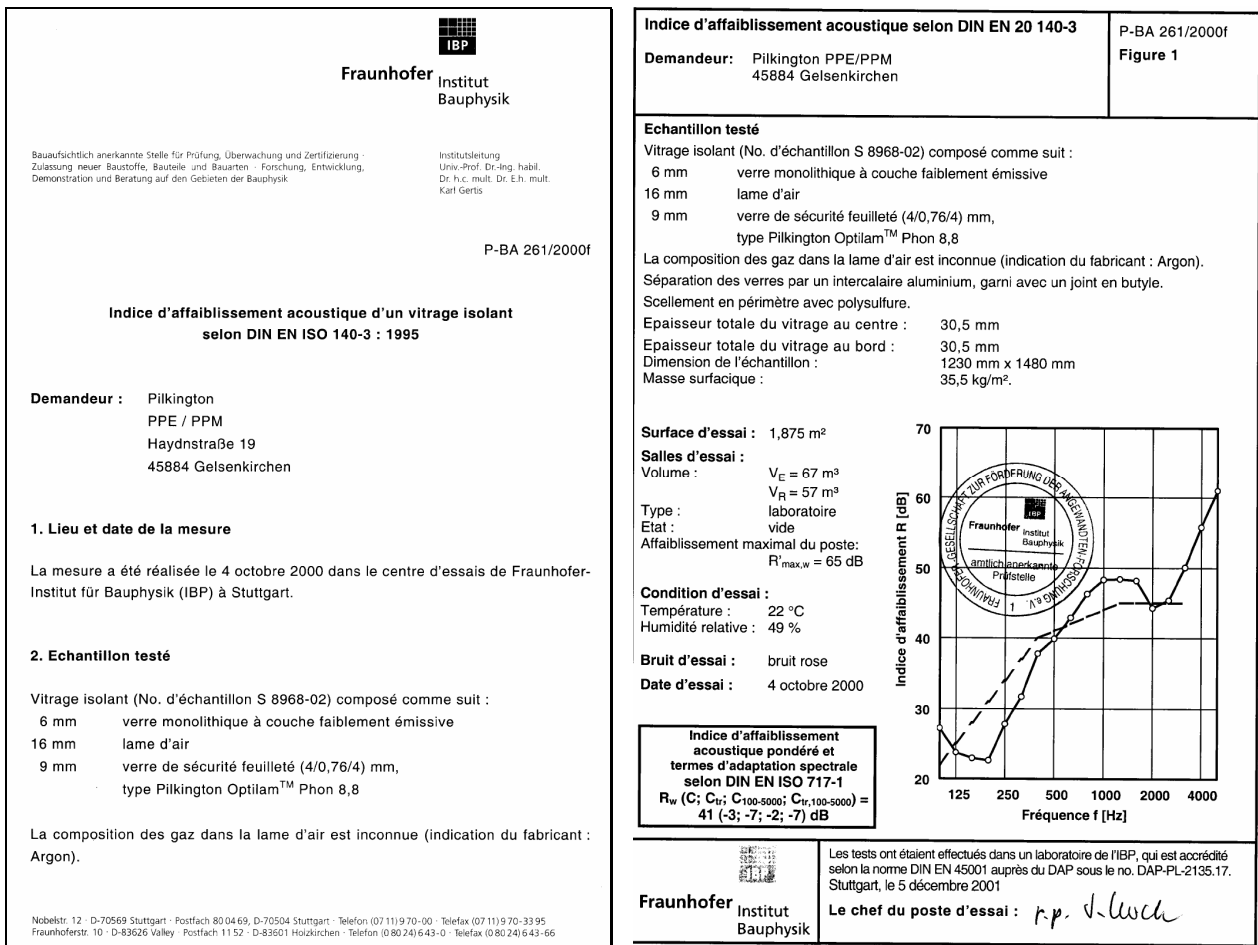 IBP
Fraunhofer Institut
Bauphysik
Bauaufsichtlich anerkannte Stelle für Prüfung, Überwachung und Zertifizierung ·
Zulassung neuer Baustoffe, Bauteile und Bauarten · Forschung, Entwicklung,
Demonstration und Beratung auf den Gebieten der Bauphysik
Institutsleitung
Univ.-Prof. Dr.-Ing. habil.
Dr. h.c. mult. Dr. E.h. mult.
Karl Gertis
P-BA 261/2000f
Indice d'affaiblissement acoustique d'un vitrage isolant
selon DIN EN ISO 140-3 : 1995
Demandeur : Pilkington
PPE / PPM
Haydnstraße 19
45884 Gelsenkirchen
1. Lieu et date de la mesure
La mesure a été réalisée le 4 octobre 2000 dans le centre d'essais de Fraunhofer-
Institut für Bauphysik (IBP) à Stuttgart.
2. Echantillon testé
Vitrage isolant (No. d'échantillon S 8968-02) composé comme suit :
6 mm verre monolithique à couche faiblement émissive
16 mm lame d'air
9 mm verre de sécurité feuilleté (4/0,76/4) mm,
type Pilkington Optilam™ Phon 8,8
La composition des gaz dans la lame d'air est inconnue (indication du fabricant :
Argon).
Nobelstr. 12 · D-70569 Stuttgart · Postfach 80 04 69, D-70504 Stuttgart · Telefon (07 11) 9 70-00 · Telefax (07 11) 9 70-33 95
Fraunhoferstr. 10 · D-83626 Valley · Postfach 11 52 · D-83601 Holzkirchen · Telefon (0 80 24) 6 43-0 · Telefax (0 80 24) 6 43-66
Indice d'affaiblissement acoustique selon DIN EN 20 140-3
P-BA 261/2000f
Figure 1
Demandeur: Pilkington PPE/PPM
45884 Gelsenkirchen
Echantillon testé
Vitrage isolant (No. d'échantillon S 8968-02) composé comme suit :
6 mm verre monolithique à couche faiblement émissive
16 mm lame d'air
9 mm verre de sécurité feuilleté (4/0,76/4) mm,
type Pilkington Optilam™ Phon 8,8
La composition des gaz dans la lame d'air est inconnue (indication du fabricant : Argon).
Séparation des verres par un intercalaire aluminium, garni avec un joint en butyle.
Scellement en périmètre avec polysulfure.
Epaisseur totale du vitrage au centre : 30,5 mm
Epaisseur totale du vitrage au bord : 30,5 mm
Dimension de l'échantillon : 1230 mm x 1480 mm
Masse surfacique : 35,5 kg/m².
Surface d'essai : 1,875 m²
Salles d'essai :
Volume : V_E = 67 m³
V_R = 57 m³
Type : laboratoire
Etat : vide
Affaiblissement maximal du poste:
R'max,w = 65 dB
Condition d'essai :
Température : 22 °C
Humidité relative : 49 %
Bruit d'essai : bruit rose
Date d'essai : 4 octobre 2000
Indice d'affaiblissement
acoustique pondéré et
termes d'adaptation spectrale
selon DIN EN ISO 717-1
Rw (C; Ctr; C100-5000; Ctr,100-5000) =
41 (-3; -7; -2; -7) dB
Indice d'affaiblissement R [dB]
70
60
50
40
30
20
125 250 500 1000 2000 4000
Fréquence f [Hz]
FRAUNHOFER-GESELLSCHAFT ZUR FÖRDERUNG DER ANGEWANDTEN FORSCHUNG e.V. 1
IBP
Fraunhofer Institut
Bauphysik
amtlich anerkannte
Prüfstelle
Fraunhofer Institut
Bauphysik
Les tests ont étaient effectués dans un laboratoire de l'IBP, qui est accrédité
selon la norme DIN EN 45001 auprès du DAP sous le no. DAP-PL-2135.17.
Stuttgart, le 5 décembre 2001
Le chef du poste d'essai :